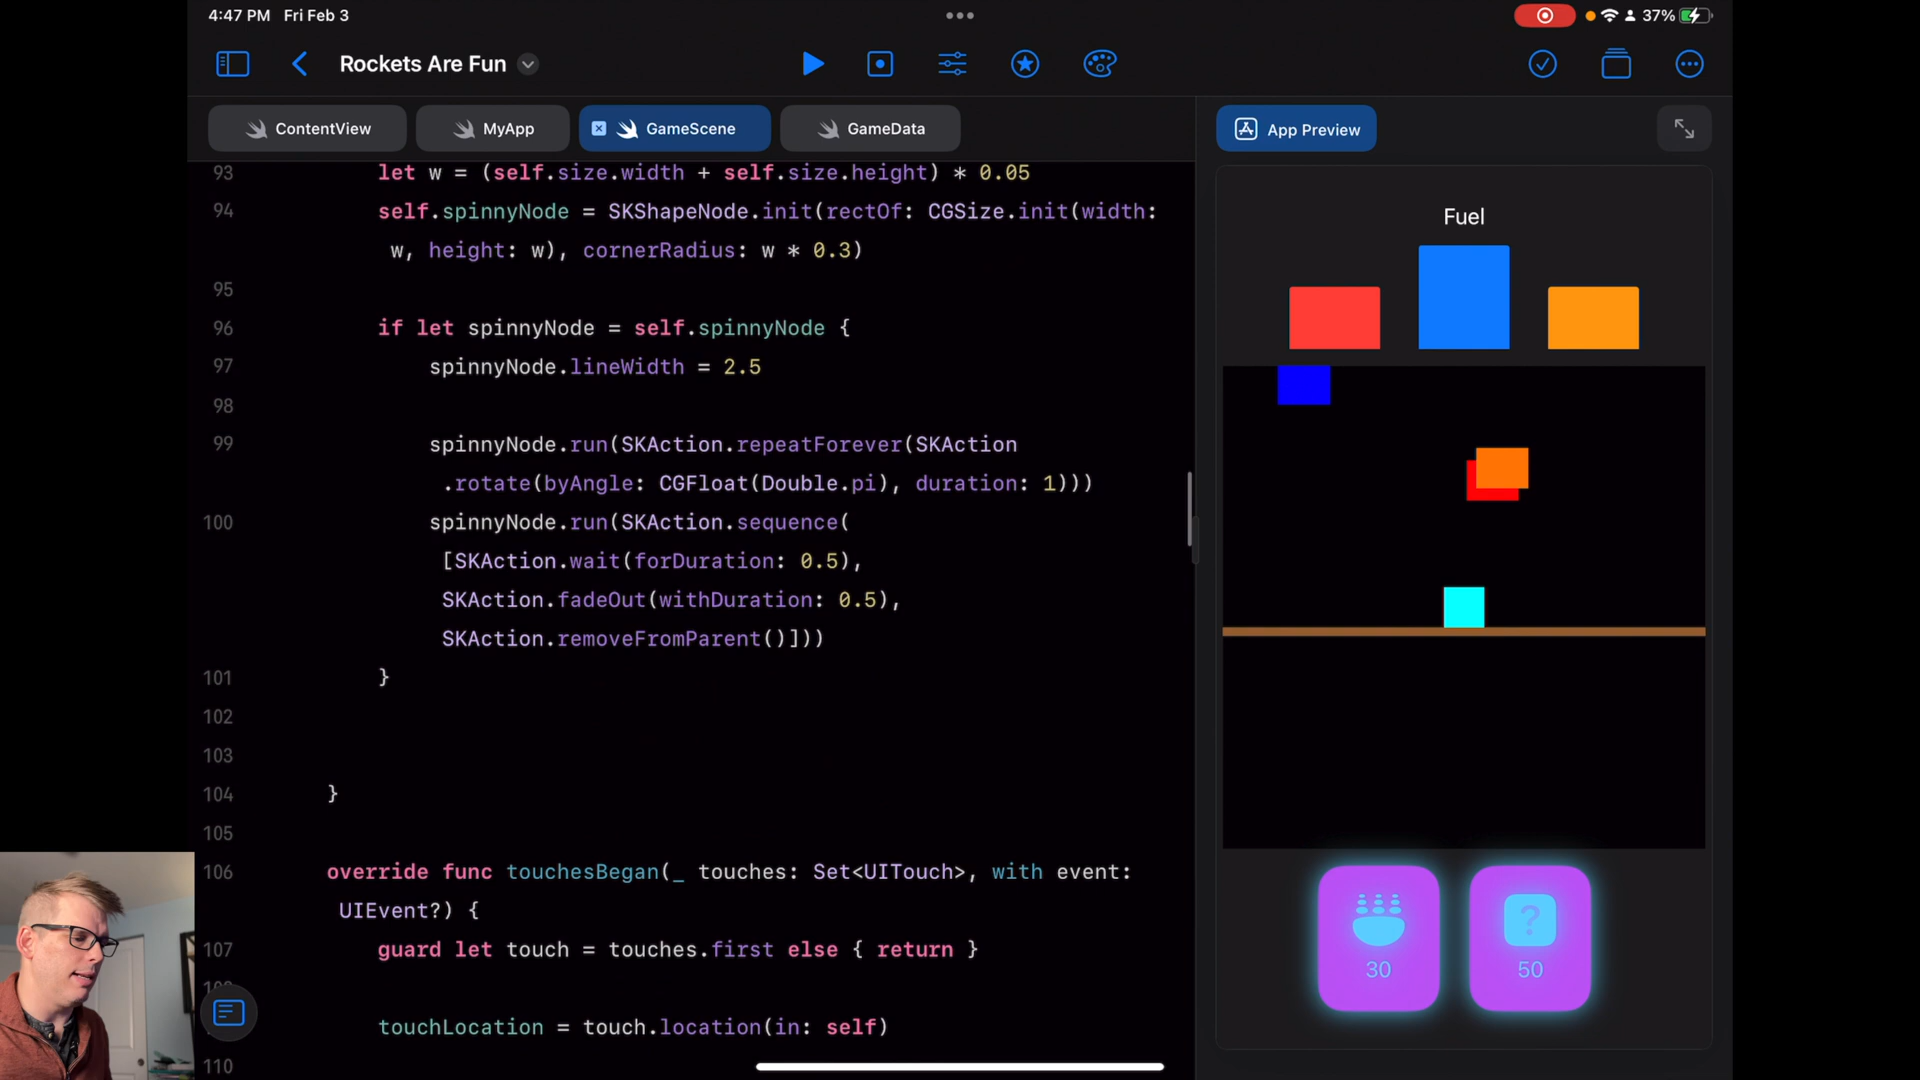 4:47 PM Fri Feb 3
37%
Rockets Are Fun
ContentView
MyApp
GameScene
GameData
App Preview
93 let w = (self.size.width + self.size.height) * 0.05
94 self.spinnyNode = SKShapeNode.init(rectOf: CGSize.init(width:
w, height: w), cornerRadius: w * 0.3)
95
96 if let spinnyNode = self.spinnyNode {
97 spinnyNode.lineWidth = 2.5
98
99 spinnyNode.run(SKAction.repeatForever(SKAction
.rotate(byAngle: CGFloat(Double.pi), duration: 1)))
100 spinnyNode.run(SKAction.sequence(
[SKAction.wait(forDuration: 0.5),
SKAction.fadeOut(withDuration: 0.5),
SKAction.removeFromParent()]))
101 }
102
103
104 }
105
106 override func touchesBegan(_ touches: Set<UITouch>, with event:
UIEvent?) {
107 guard let touch = touches.first else { return }
touchLocation = touch.location(in: self)
110
Fuel
?
30
50